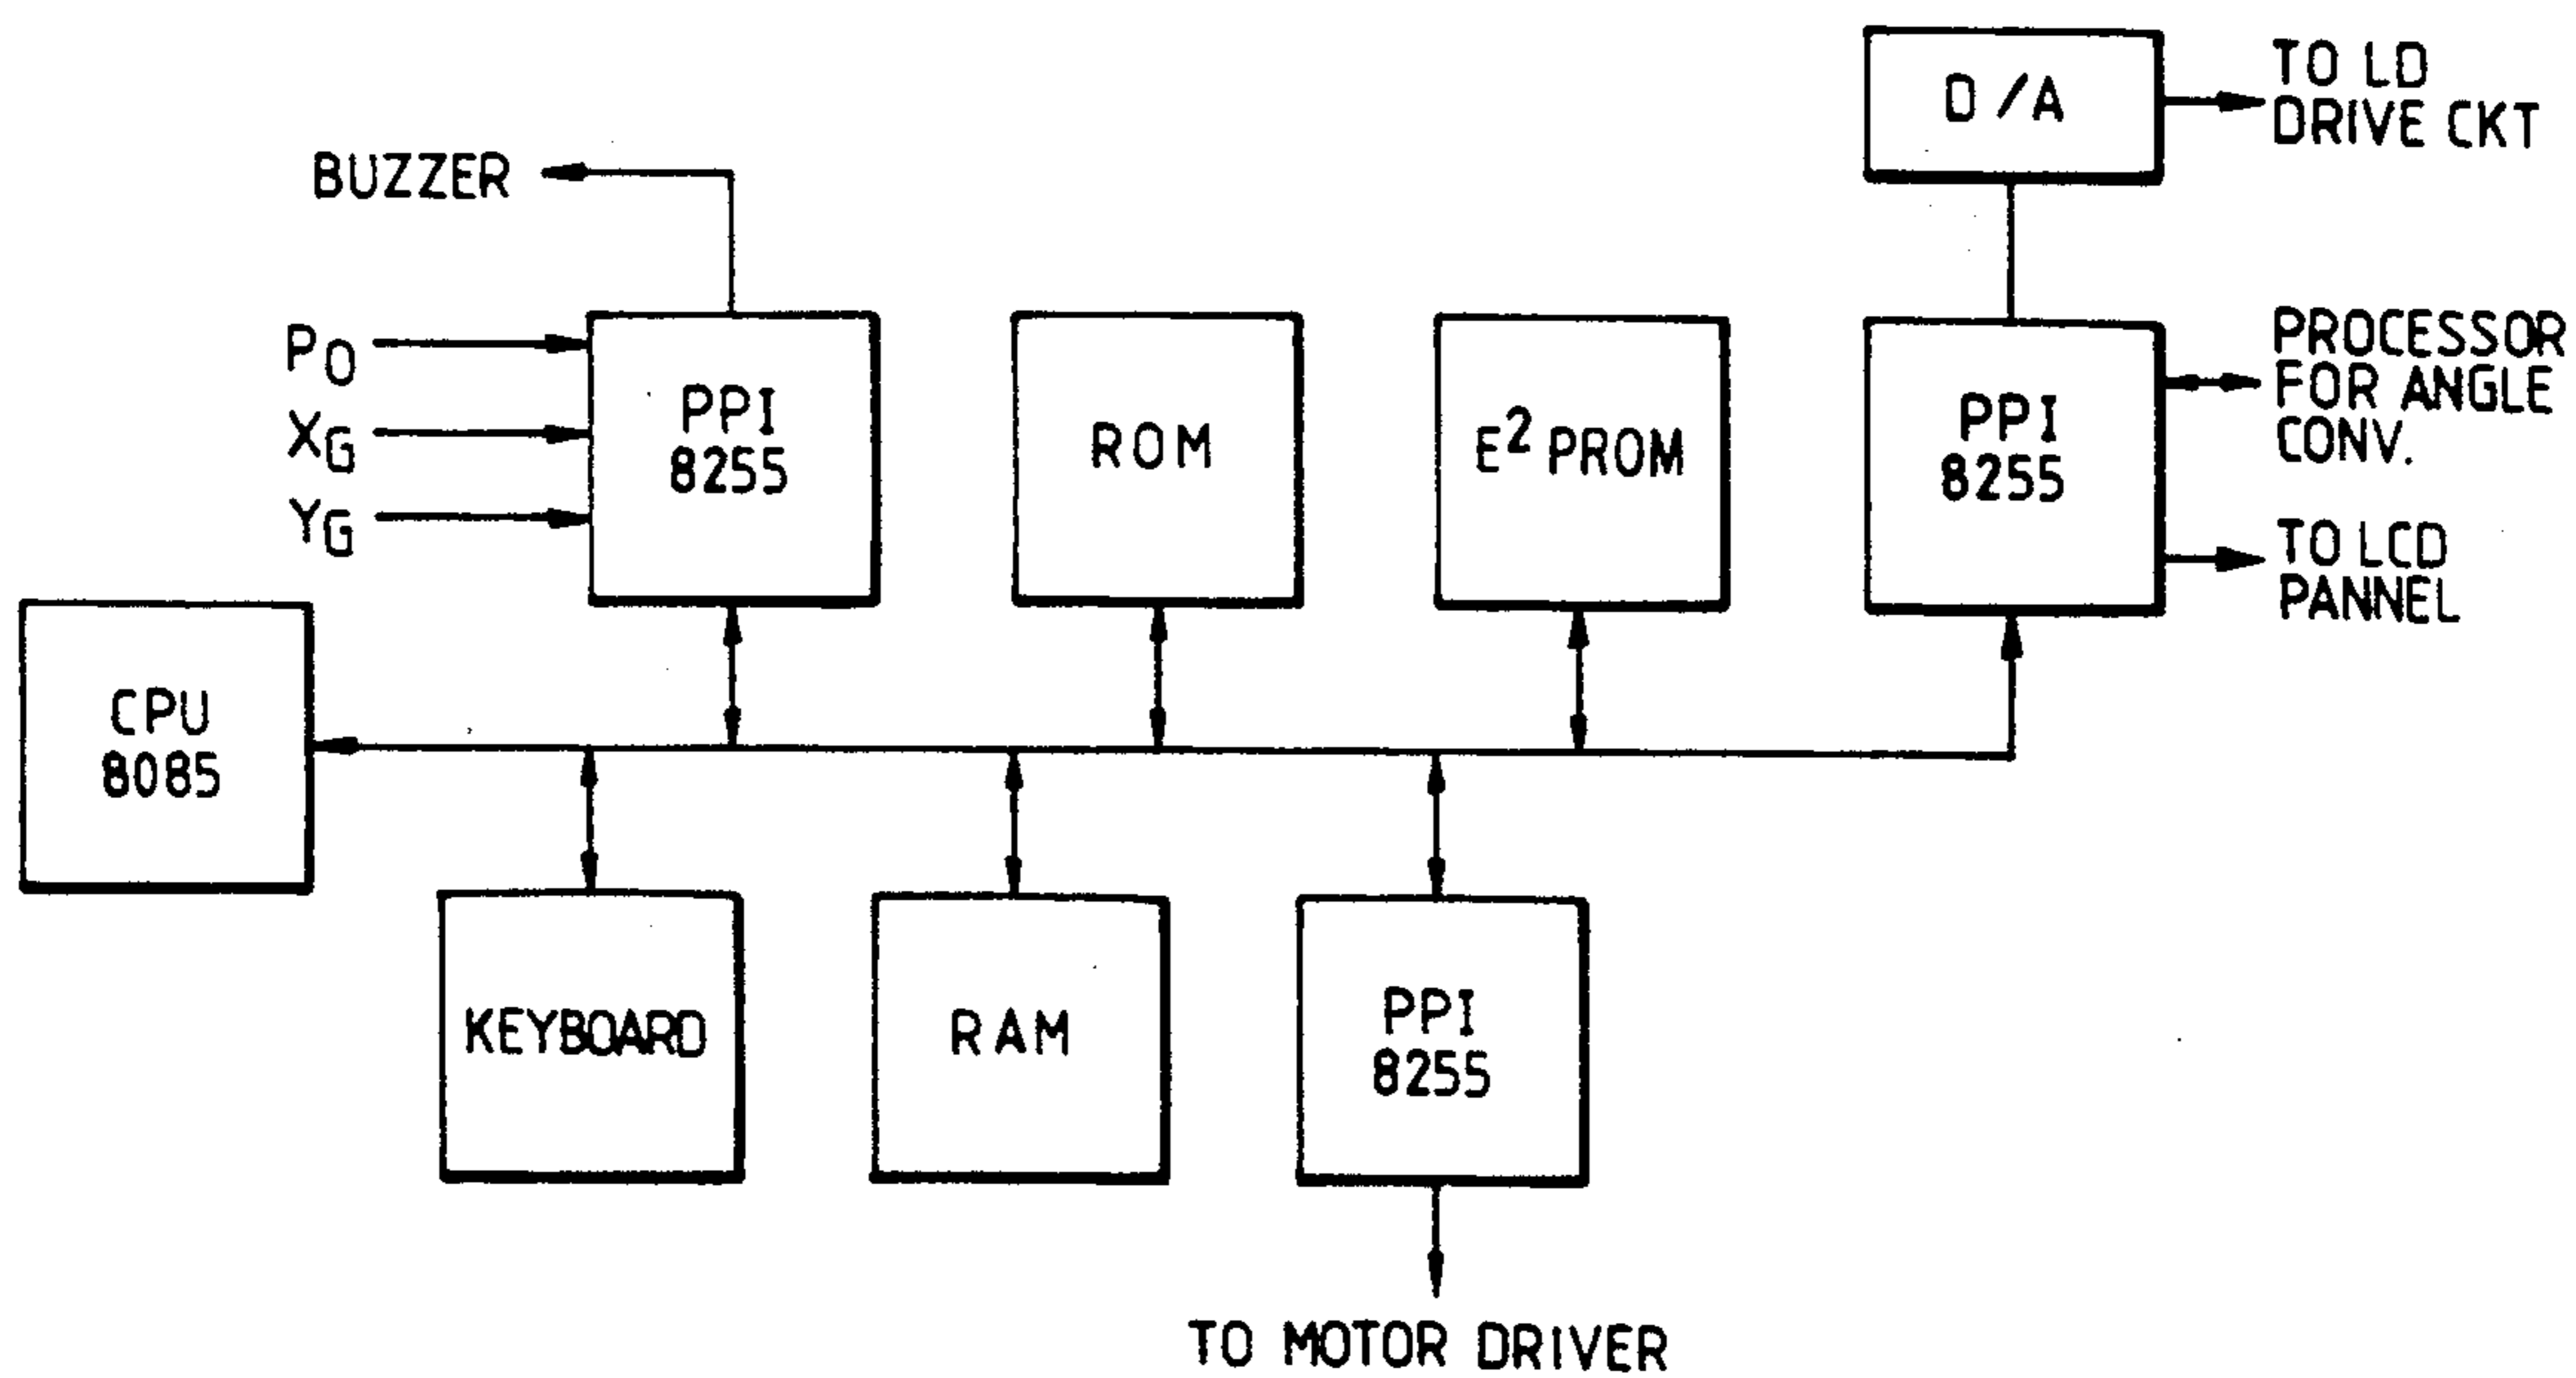 D/A
TO LD
DRIVE CKT
BUZZER
PO
XG
YG
PPI
8255
ROM
E² PROM
PPI
8255
PROCESSOR
FOR ANGLE
CONV.
TO LCD
PANNEL
CPU
8085
KEYBOARD
RAM
PPI
8255
TO MOTOR DRIVER